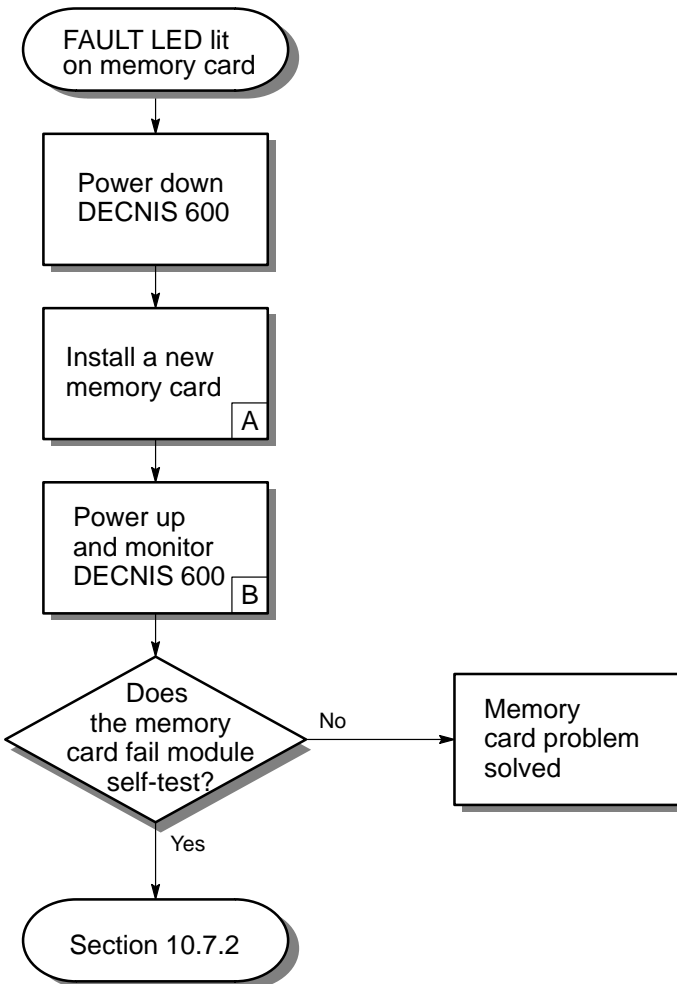 FAULT LED lit
on memory card
Power down
DECNIS 600
Install a new
memory card
A
Power up
and monitor
DECNIS 600
B
Does
the memory
card fail module
self-test?
No
Memory
card problem
solved
Yes
Section 10.7.2